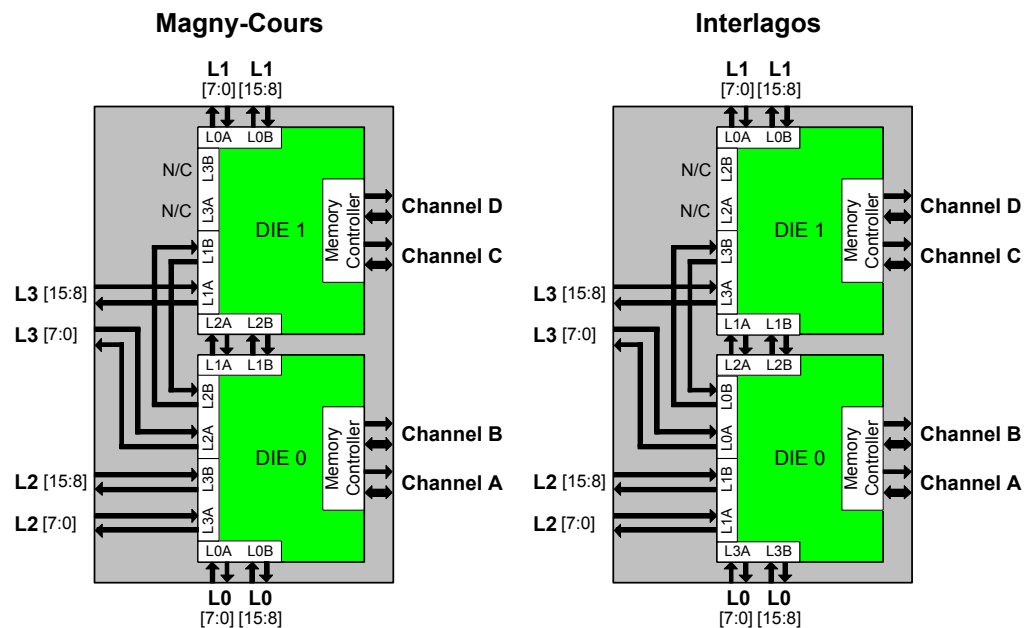 Magny-Cours
L1 L1
[7:0] [15:8]
L0A L0B
N/C
L3B
N/C
L3A
DIE 1
Memory
Controller
Channel D
Channel C
L1B
L3 [15:8]
L1A
L3 [7:0]
L2A L2B
L1A L1B
L2B
L2A
DIE 0
Memory
Controller
Channel B
Channel A
L2 [15:8]
L3B
L2 [7:0]
L3A
L0A L0B
L0 L0
[7:0] [15:8]
Interlagos
L1 L1
[7:0] [15:8]
L0A L0B
N/C
L2B
N/C
L2A
DIE 1
Memory
Controller
Channel D
Channel C
L3B
L3 [15:8]
L3A
L3 [7:0]
L1A L1B
L2A L2B
L0B
L0A
DIE 0
Memory
Controller
Channel B
Channel A
L2 [15:8]
L1B
L2 [7:0]
L1A
L3A L3B
L0 L0
[7:0] [15:8]